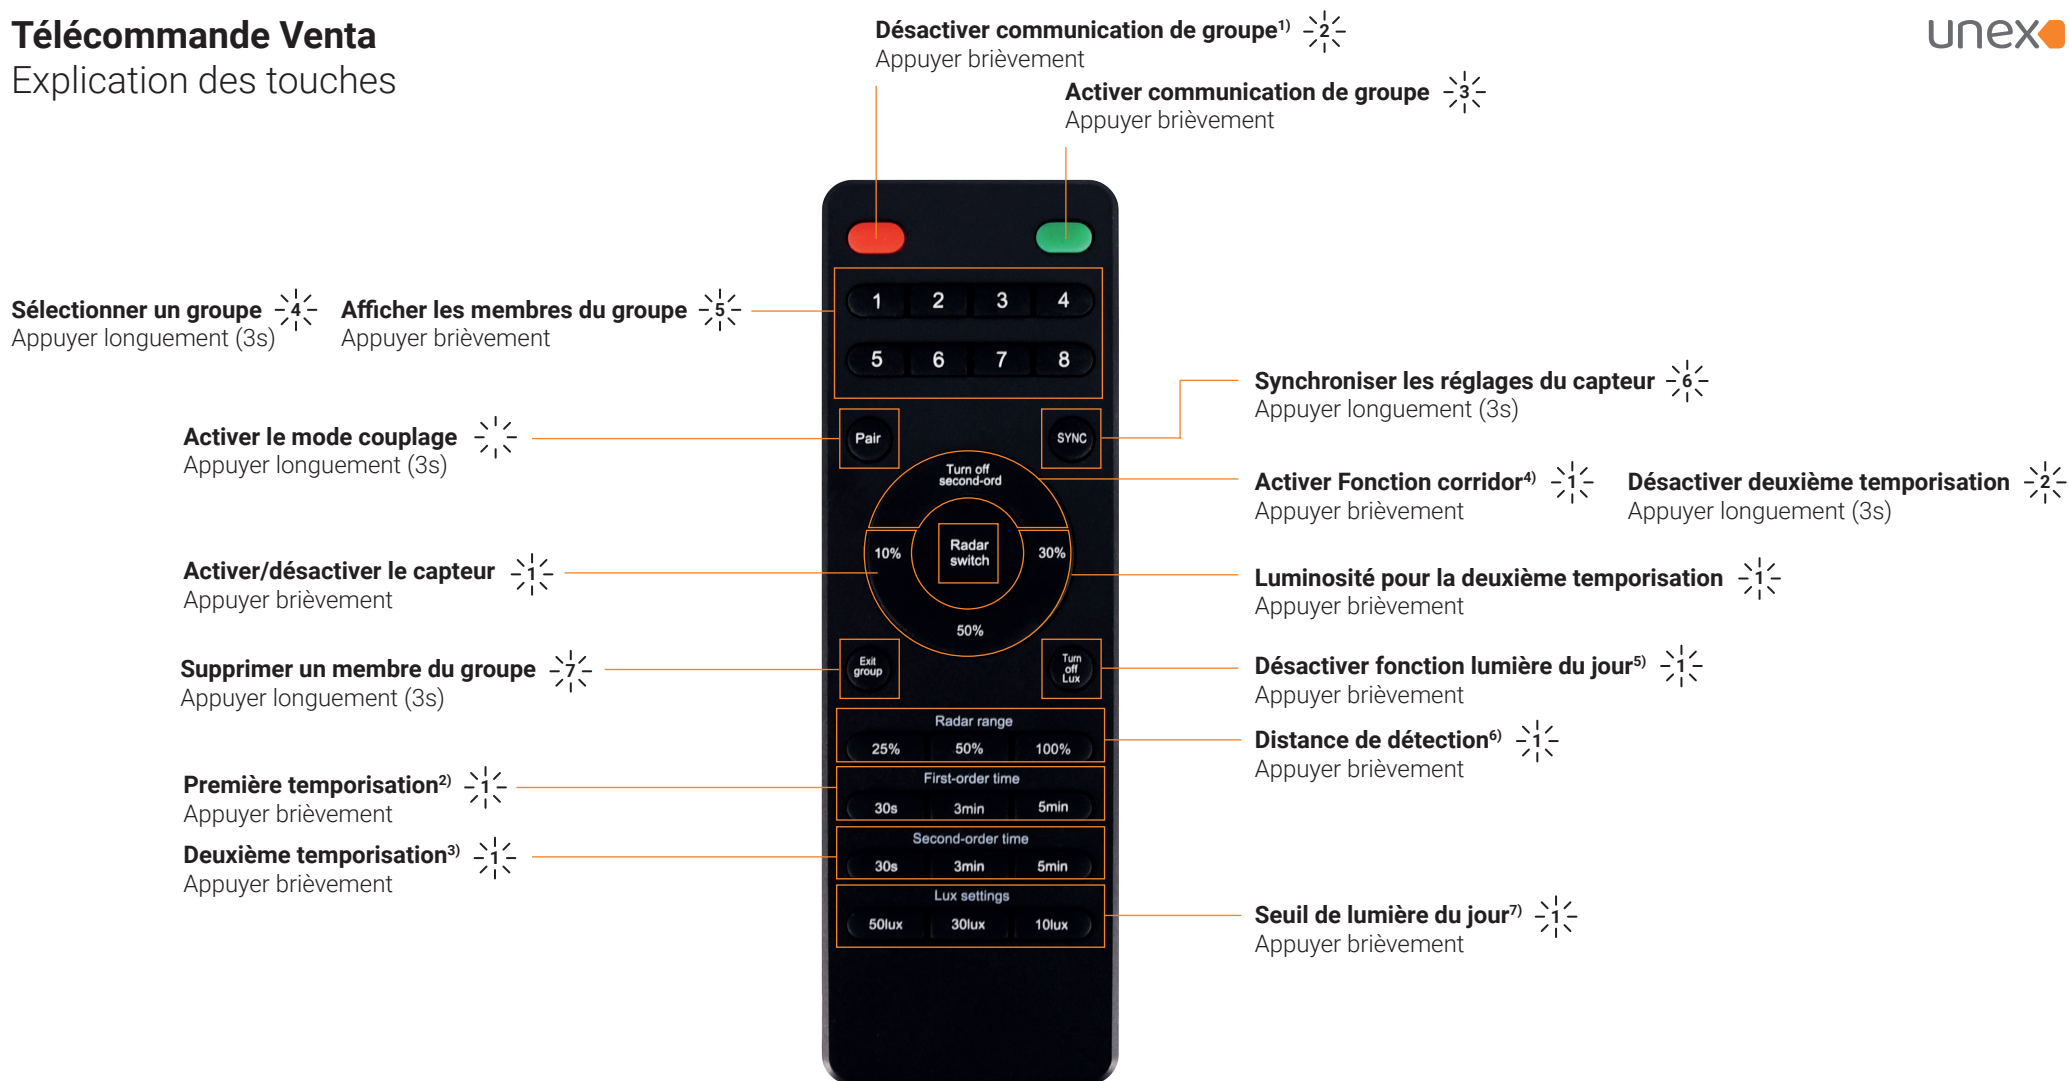 Télécommande Venta
Explication des touches
unex
Désactiver communication de groupe1) 2
Appuyer brièvement
Activer communication de groupe 3
Appuyer brièvement
Sélectionner un groupe 4
Appuyer longuement (3s)
Afficher les membres du groupe 5
Appuyer brièvement
Activer le mode couplage
Appuyer longuement (3s)
Activer/désactiver le capteur 1
Appuyer brièvement
Supprimer un membre du groupe 7
Appuyer longuement (3s)
Première temporisation2) 1
Appuyer brièvement
Deuxième temporisation3) 1
Appuyer brièvement
1 2 3 4
5 6 7 8
Pair
SYNC
Turn off
second-ord
10%
Radar
switch
30%
50%
Exit
group
Turn
off
Lux
Radar range
25% 50% 100%
First-order time
30s 3min 5min
Second-order time
30s 3min 5min
Lux settings
50lux 30lux 10lux
Synchroniser les réglages du capteur 6
Appuyer longuement (3s)
Activer Fonction corridor4) 1
Appuyer brièvement
Désactiver deuxième temporisation 2
Appuyer longuement (3s)
Luminosité pour la deuxième temporisation 1
Appuyer brièvement
Désactiver fonction lumière du jour5) 1
Appuyer brièvement
Distance de détection6) 1
Appuyer brièvement
Seuil de lumière du jour7) 1
Appuyer brièvement